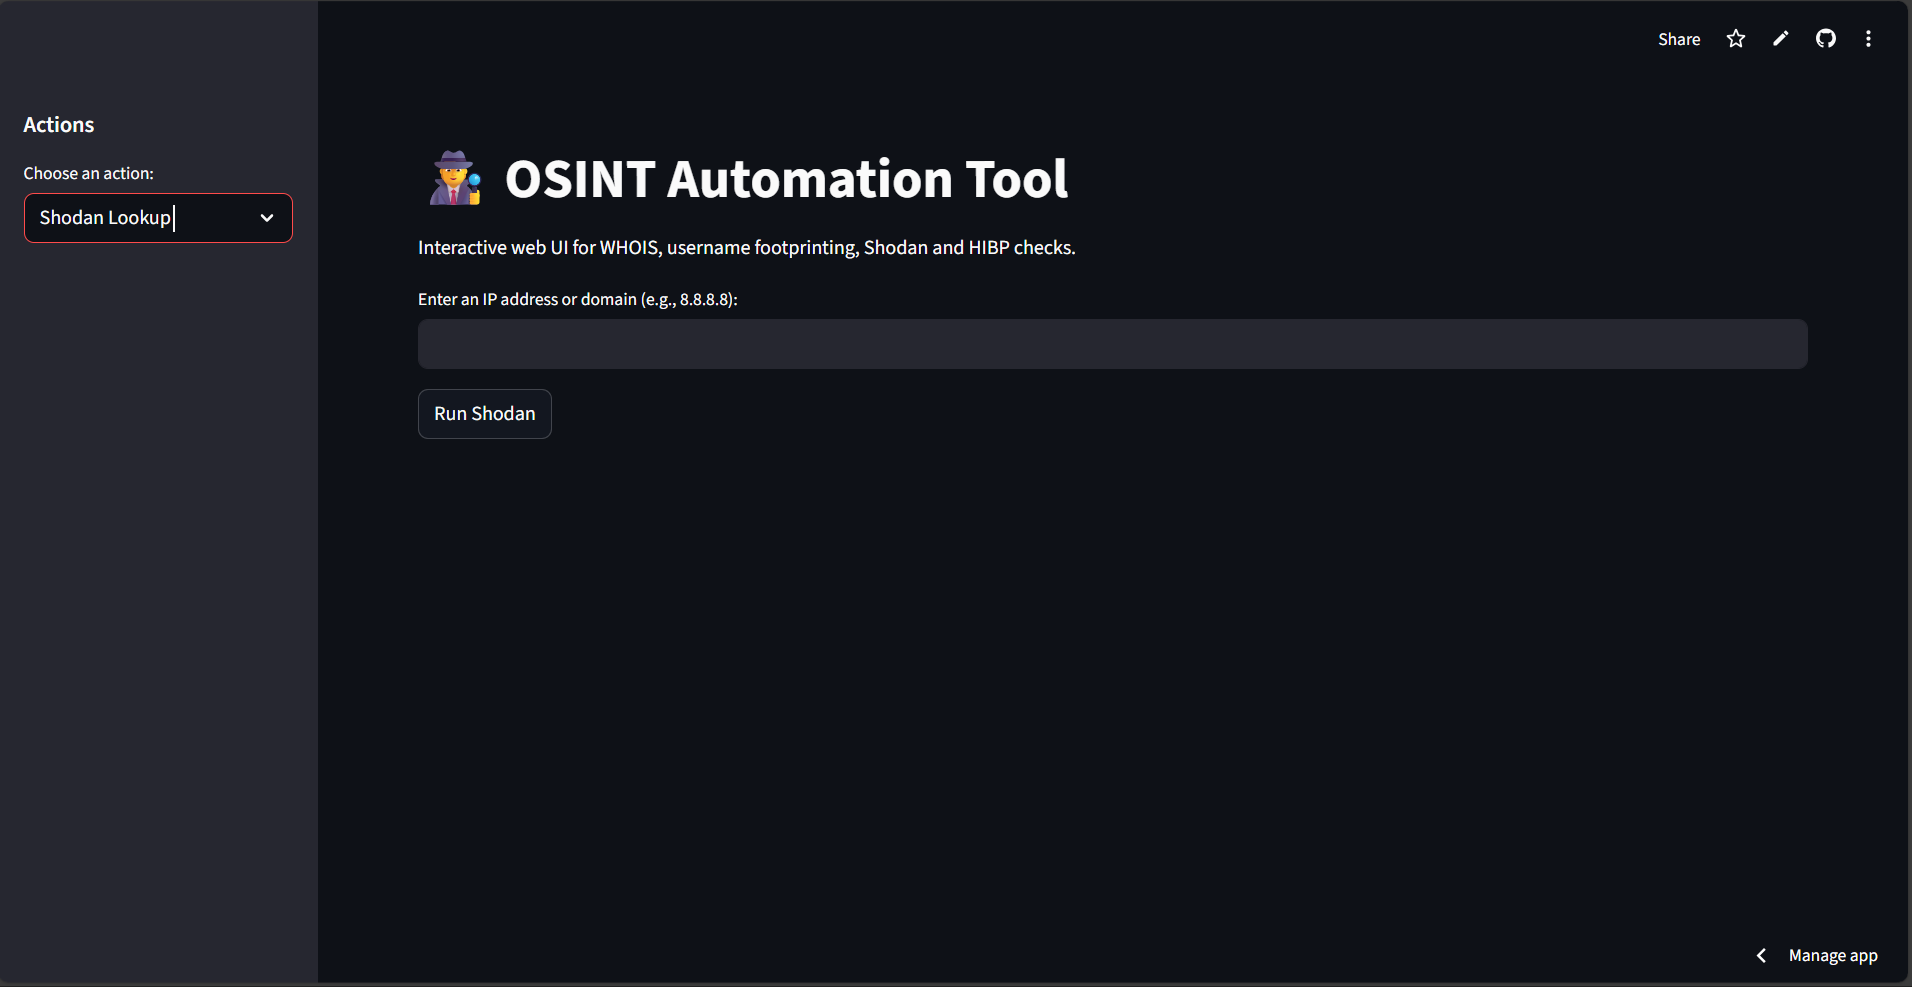 Share
Actions
Choose an action:
Shodan Lookup
OSINT Automation Tool
Interactive web UI for WHOIS, username footprinting, Shodan and HIBP checks.
Enter an IP address or domain (e.g., 8.8.8.8):
Run Shodan
Manage app